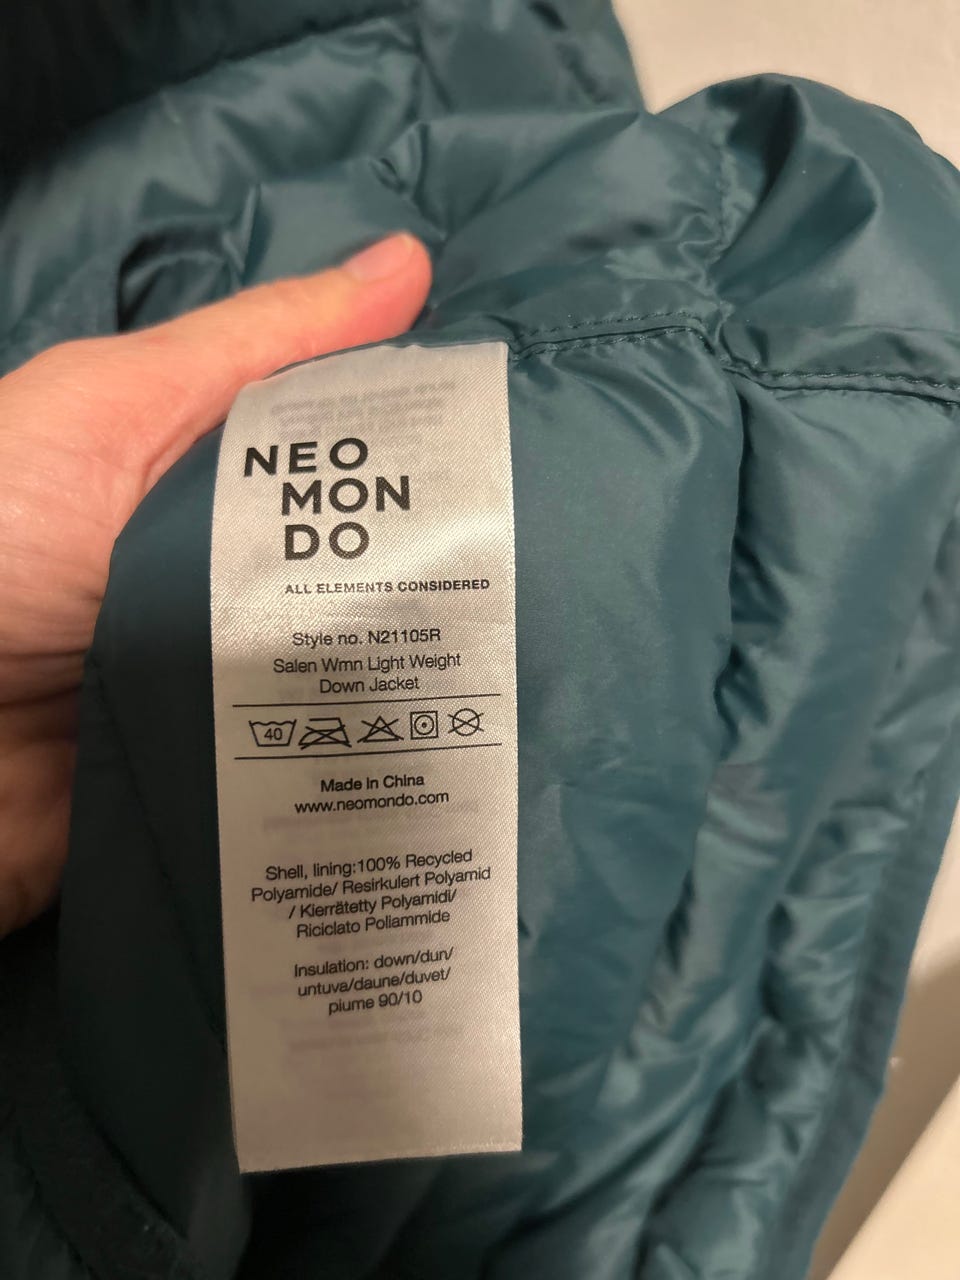 NEO
MON
DO
ALL ELEMENTS CONSIDERED
Style no. N21105R
Salen Wmn Light Weight
Down Jacket
40
Made in China
www.neomondo.com
Shell, lining:100% Recycled
Polyamide/ Resirkulert Polyamid
/ Kierrätetty Polyamidi/
Riciclato Poliammide
Insulation: down/dun/
untuva/daune/duvet/
piume 90/10